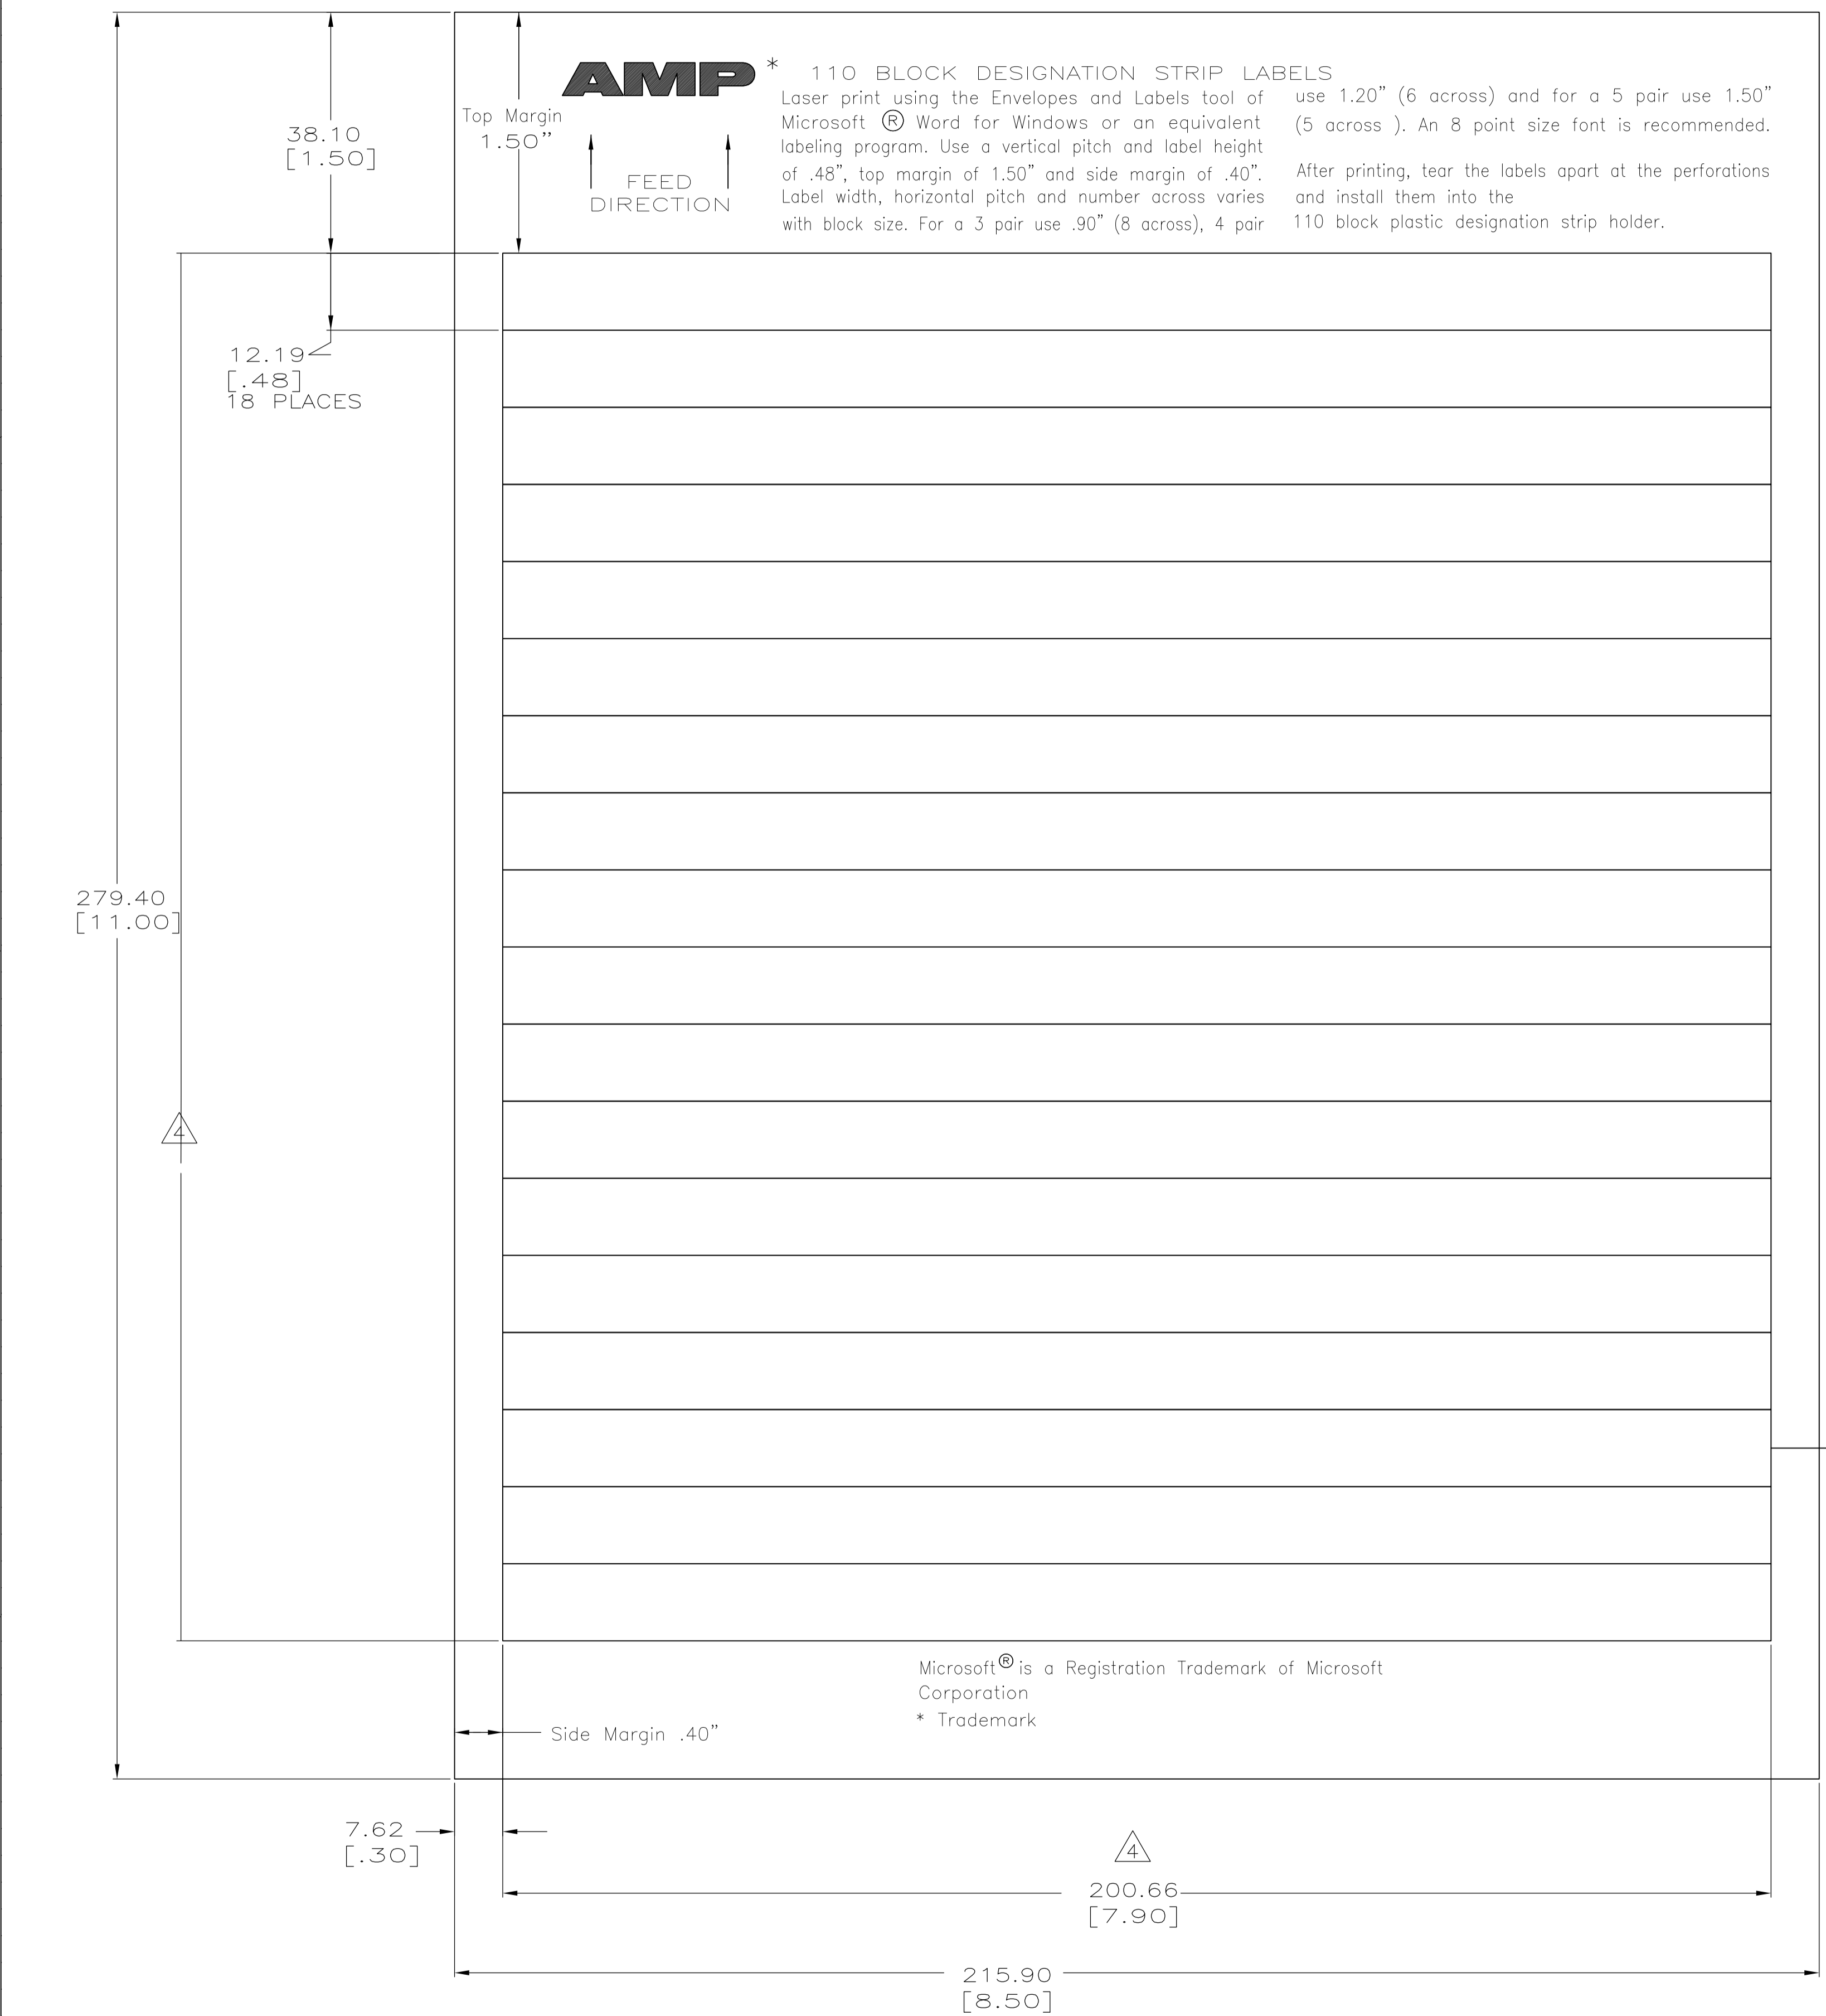 AMP *
110 BLOCK DESIGNATION STRIP LABELS
Laser print using the Envelopes and Labels tool of
Microsoft ® Word for Windows or an equivalent
labeling program. Use a vertical pitch and label height
of .48", top margin of 1.50" and side margin of .40".
Label width, horizontal pitch and number across varies
with block size. For a 3 pair use .90" (8 across), 4 pair
use 1.20" (6 across) and for a 5 pair use 1.50"
(5 across ). An 8 point size font is recommended.
After printing, tear the labels apart at the perforations
and install them into the
110 block plastic designation strip holder.
Top Margin
1.50"
FEED
DIRECTION
38.10
[1.50]
12.19
[.48]
18 PLACES
279.40
[11.00]
4
Microsoft® is a Registration Trademark of Microsoft
Corporation
* Trademark
Side Margin .40"
7.62
[.30]
4
200.66
[7.90]
215.90
[8.50]